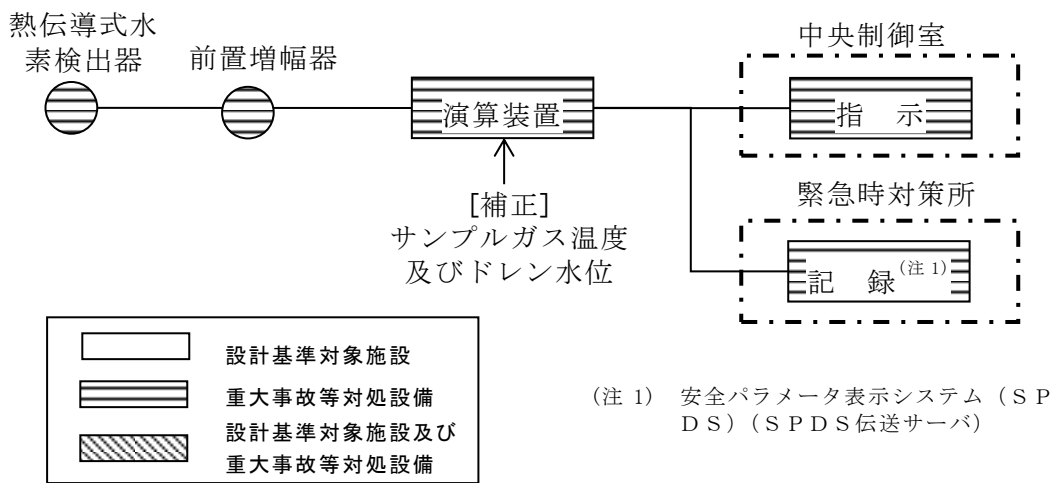 熱伝導式水
素検出器
前置増幅器
演算装置
[補正]
サンプルガス温度
及びドレン水位
中央制御室
指　示
緊急時対策所
記　録(注 1)
設計基準対象施設
重大事故等対処設備
設計基準対象施設及び
重大事故等対処設備
(注 1)　安全パラメータ表示システム（ＳＰ
ＤＳ）（ＳＰＤＳ伝送サーバ）